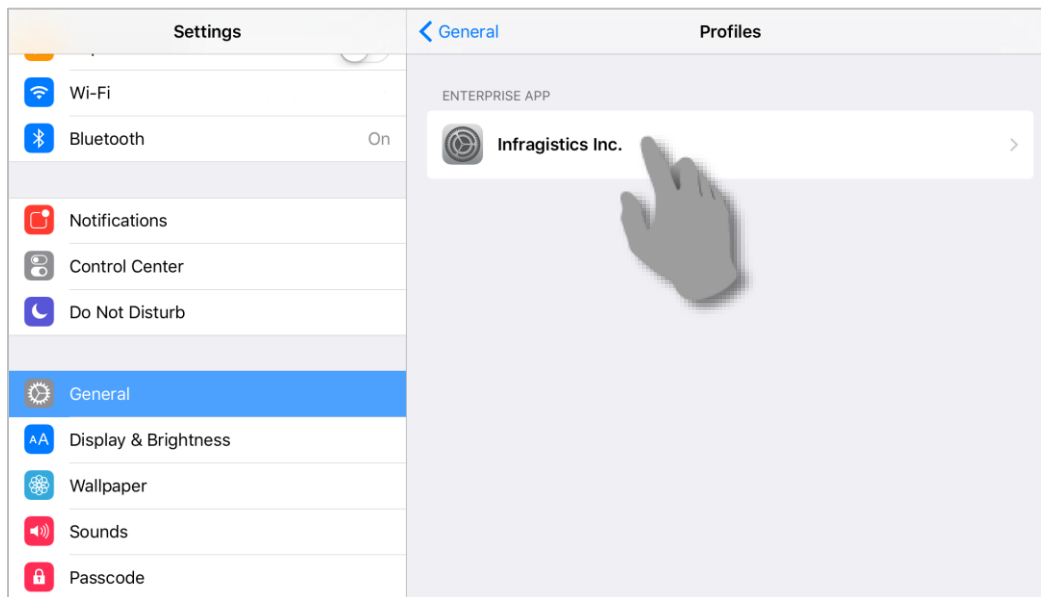 Settings
General
Profiles
Wi-Fi
Bluetooth
On
Notifications
Control Center
Do Not Disturb
General
AA
Display & Brightness
Wallpaper
Sounds
Passcode
ENTERPRISE APP
Infragistics Inc.